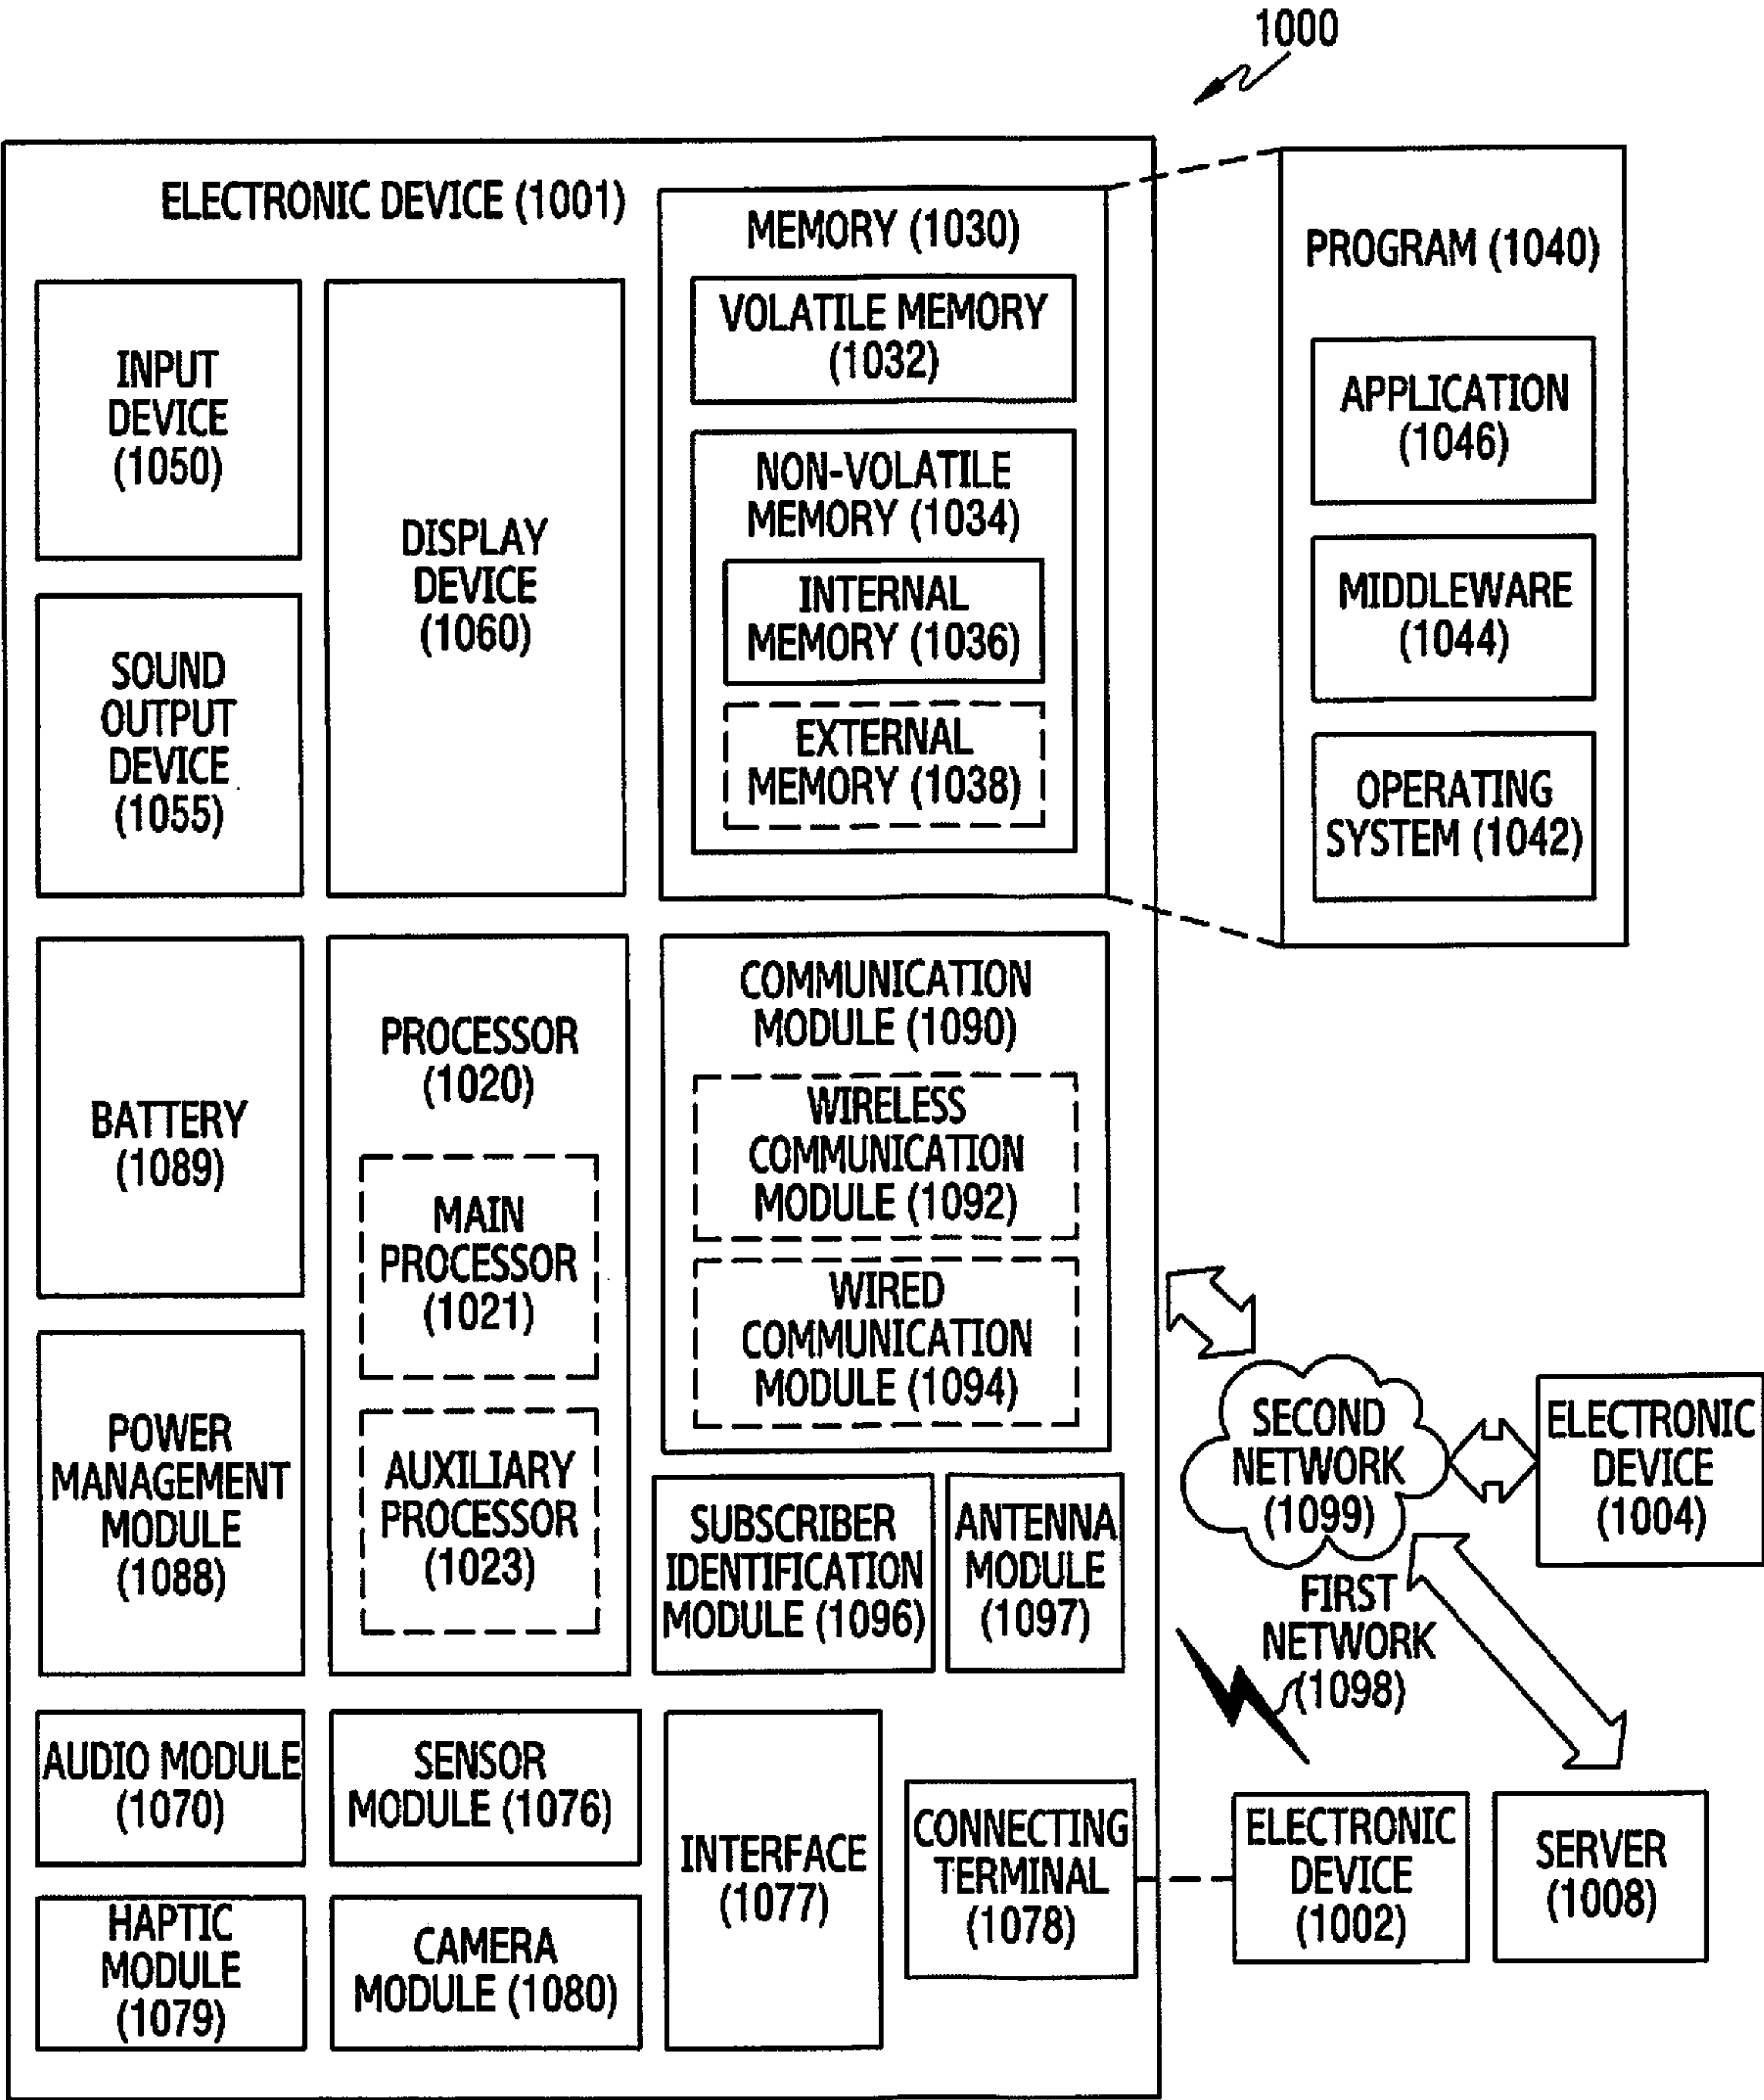 1000
ELECTRONIC DEVICE (1001)
INPUT
DEVICE
(1050)
SOUND
OUTPUT
DEVICE
(1055)
DISPLAY
DEVICE
(1060)
MEMORY (1030)
VOLATILE MEMORY
(1032)
NON-VOLATILE
MEMORY (1034)
INTERNAL
MEMORY (1036)
EXTERNAL
MEMORY (1038)
PROGRAM (1040)
APPLICATION
(1046)
MIDDLEWARE
(1044)
OPERATING
SYSTEM (1042)
BATTERY
(1089)
POWER
MANAGEMENT
MODULE
(1088)
PROCESSOR
(1020)
MAIN
PROCESSOR
(1021)
AUXILIARY
PROCESSOR
(1023)
COMMUNICATION
MODULE (1090)
WIRELESS
COMMUNICATION
MODULE (1092)
WIRED
COMMUNICATION
MODULE (1094)
SUBSCRIBER
IDENTIFICATION
MODULE (1096)
ANTENNA
MODULE
(1097)
SECOND
NETWORK
(1099)
ELECTRONIC
DEVICE
(1004)
FIRST
NETWORK
(1098)
AUDIO MODULE
(1070)
SENSOR
MODULE (1076)
INTERFACE
(1077)
CONNECTING
TERMINAL
(1078)
ELECTRONIC
DEVICE
(1002)
SERVER
(1008)
HAPTIC
MODULE
(1079)
CAMERA
MODULE (1080)